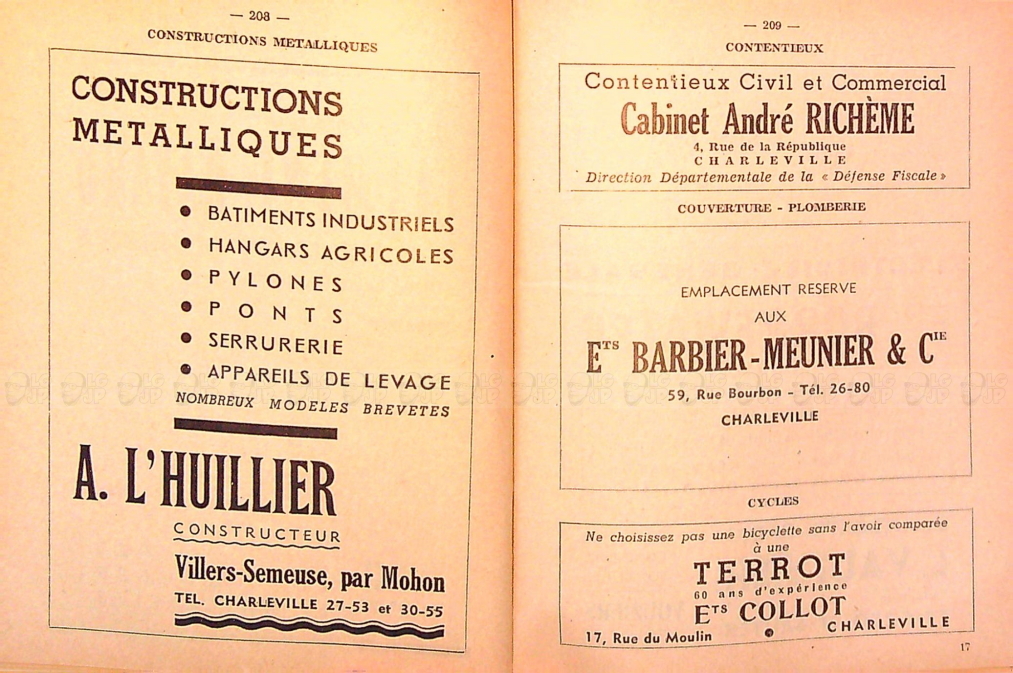 — 208 —
CONSTRUCTIONS METALLIQUES
CONSTRUCTIONS
METALLIQUES
● BATIMENTS INDUSTRIELS
● HANGARS AGRICOLES
● PYLONES
● PONTS
● SERRURERIE
● APPAREILS DE LEVAGE
NOMBREUX MODELES BREVETES
A. L'HUILLIER
CONSTRUCTEUR
Villers-Semeuse, par Mohon
TEL. CHARLEVILLE 27-53 et 30-55
— 209 —
CONTENTIEUX
Contentieux Civil et Commercial
Cabinet André RICHÈME
4, Rue de la République
CHARLEVILLE
Direction Départementale de la « Défense Fiscale »
COUVERTURE - PLOMBERIE
EMPLACEMENT RESERVE
AUX
ETS BARBIER-MEUNIER & CIE
59, Rue Bourbon - Tél. 26-80
CHARLEVILLE
CYCLES
Ne choisissez pas une bicyclette sans l'avoir comparée
à une
TERROT
60 ans d'expérience
ETS COLLOT
17, Rue du Moulin ● CHARLEVILLE
17